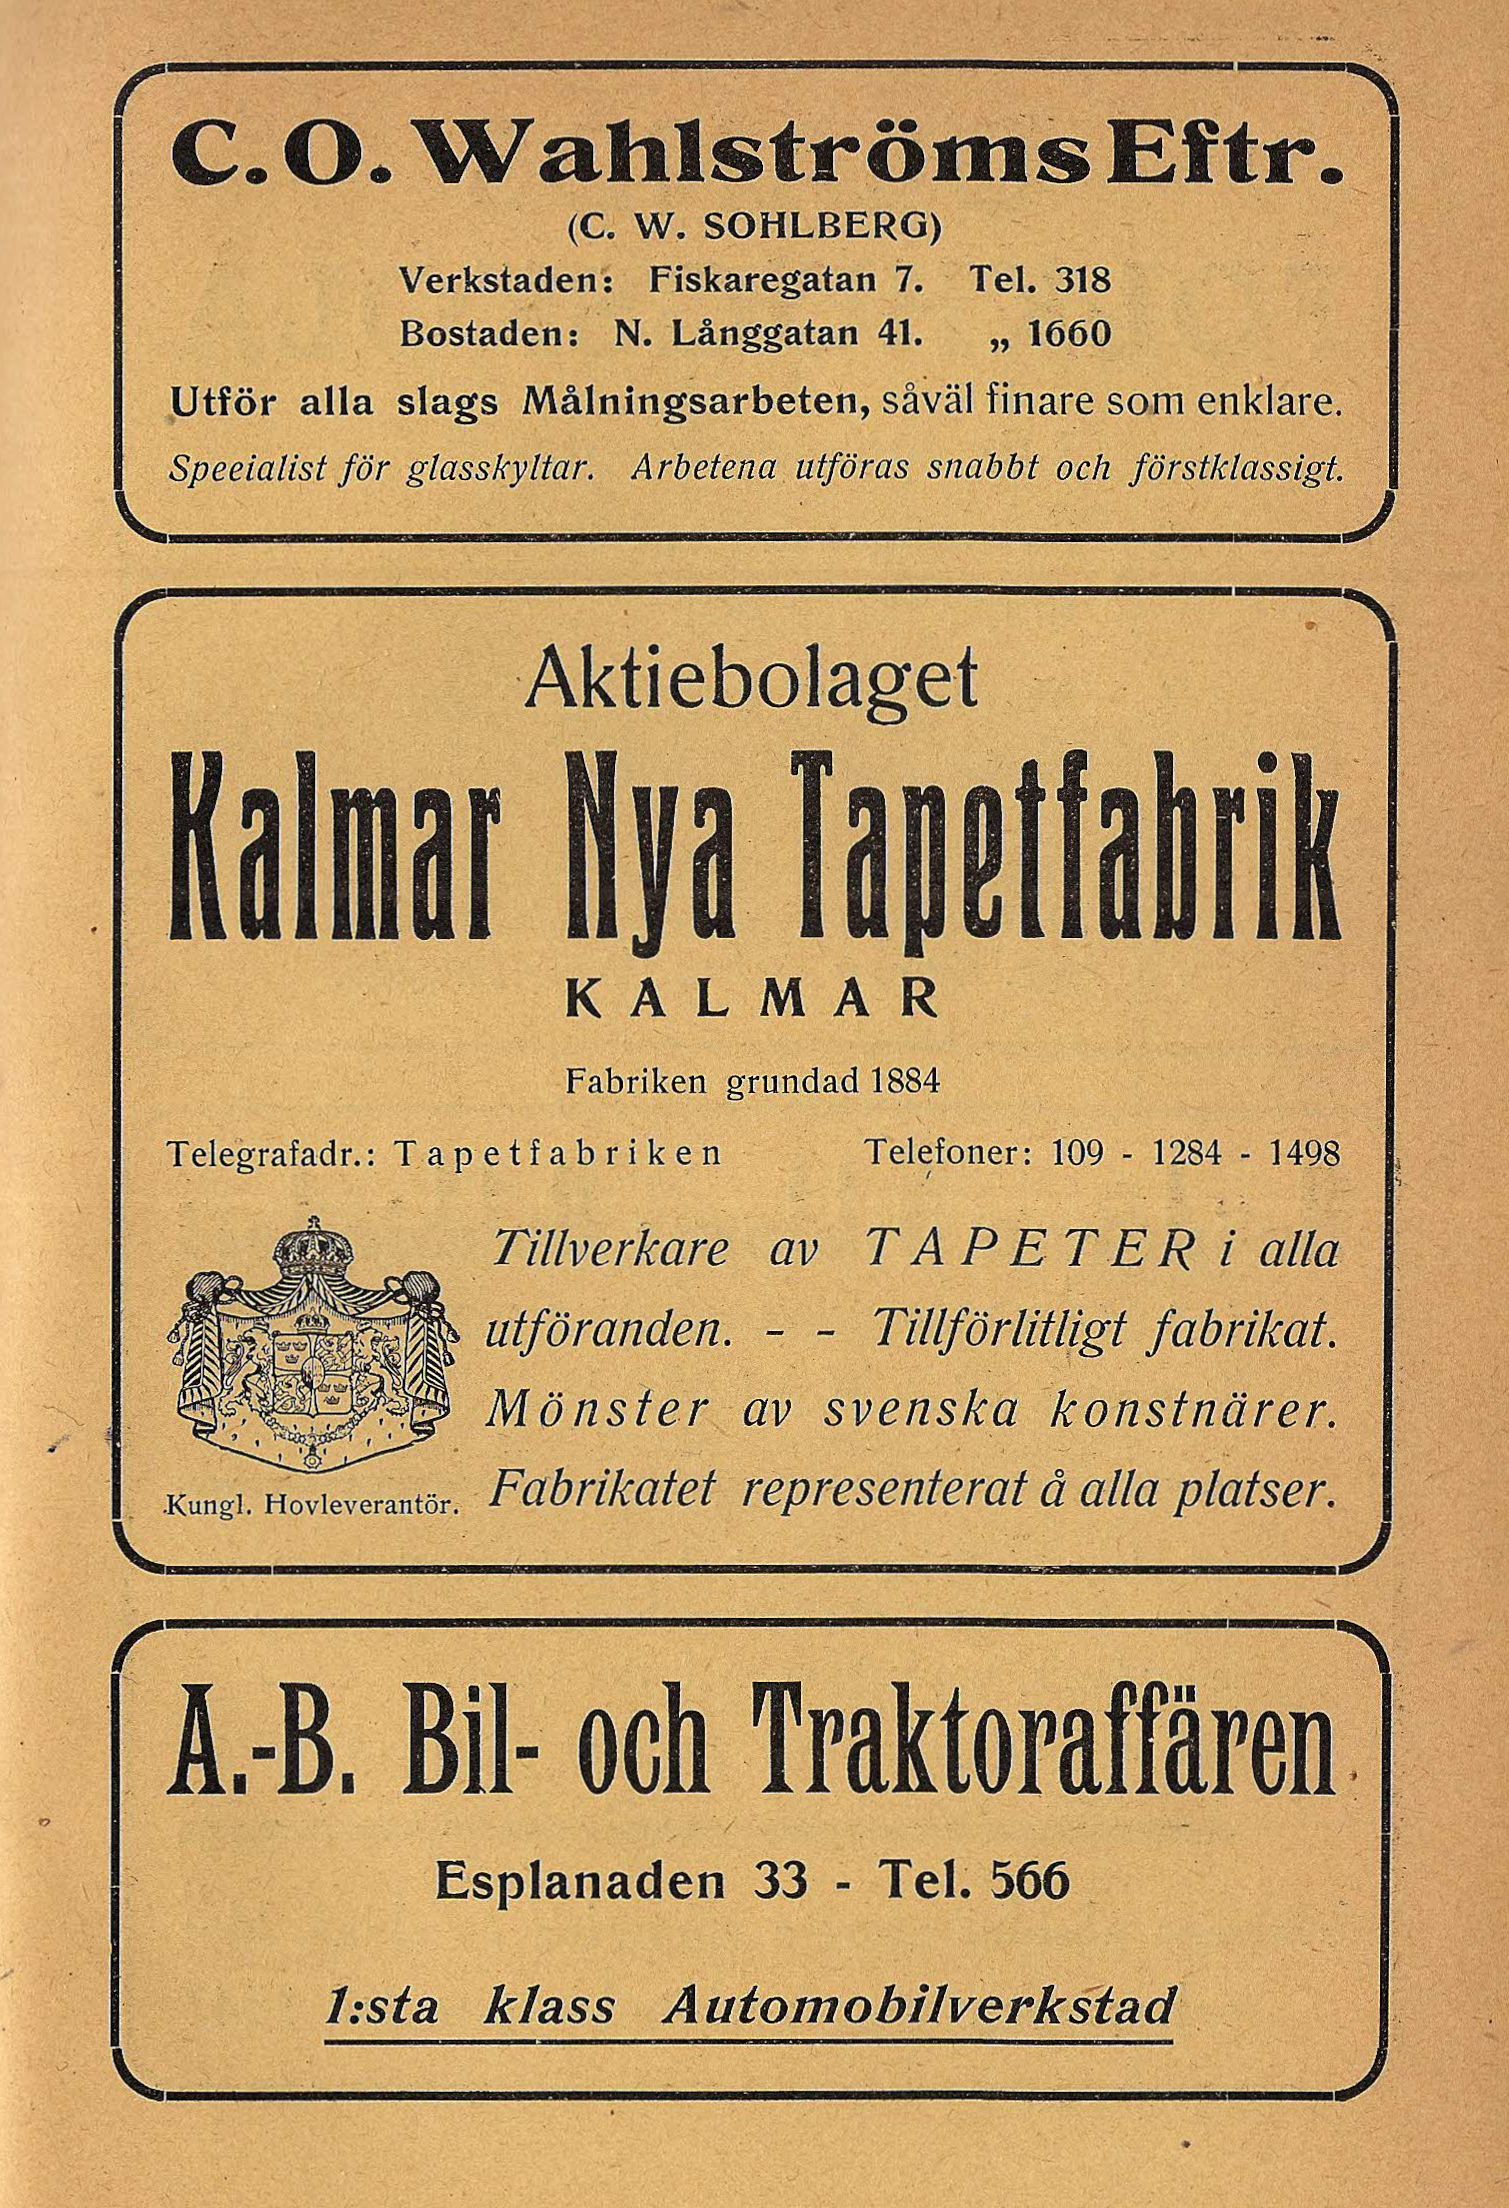 C. O. Wahlströms Eftr.
(C. W. SOHLBERG)
Verkstaden: Fiskaregatan 7. Tel. 318
Bostaden: N. Långgatan 41. „ 1660
Utför alla slags Målningsarbeten, såväl finare som enklare.
Speeialist för glasskyltar. Arbetena utföras snabbt och förstklassigt.
Aktiebolaget
Kalmar Nya Tapetfabrik
KALMAR
Fabriken grundad 1884
Telegrafadr.: Tapetfabriken Telefoner: 109 - 1284 - 1498
Tillverkare av TAPETER i alla
utföranden. - - Tillförlitligt fabrikat.
Mönster av svenska konstnärer.
Fabrikatet representerat å alla platser.
Kungl. Hovleverantör.
A.-B. Bil- och Traktoraffären
Esplanaden 33 - Tel. 566
1:sta klass Automobilverkstad